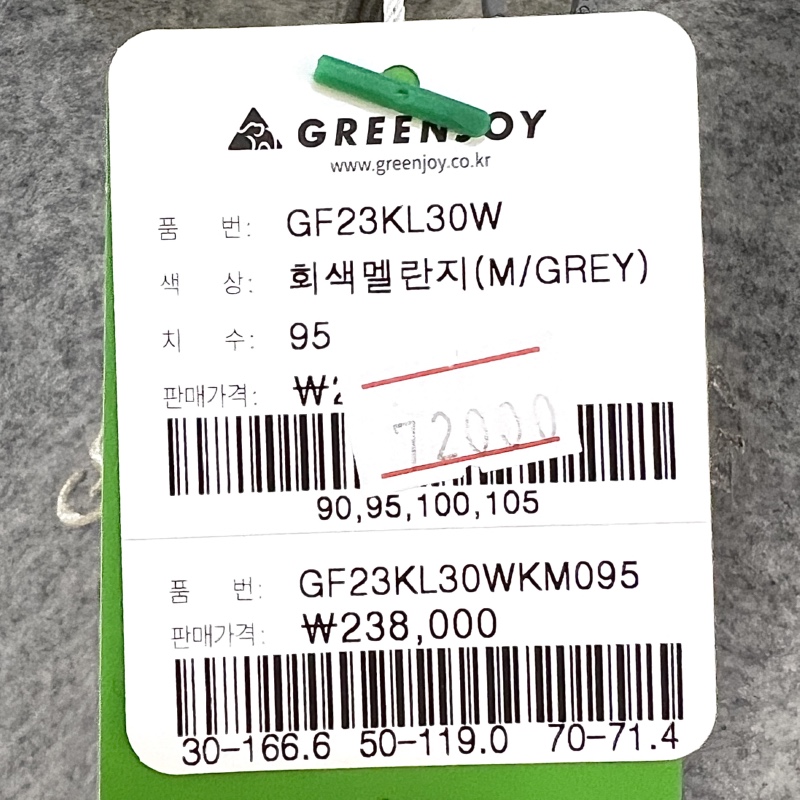 GREENJOY
www.greenjoy.co.kr
품 번: GF23KL30W
색 상: 회색멜란지(M/GREY)
치 수: 95
판매가격: ₩2
72000
90,95,100,105
품 번: GF23KL30WKM095
판매가격: ₩238,000
30-166.6 50-119.0 70-71.4